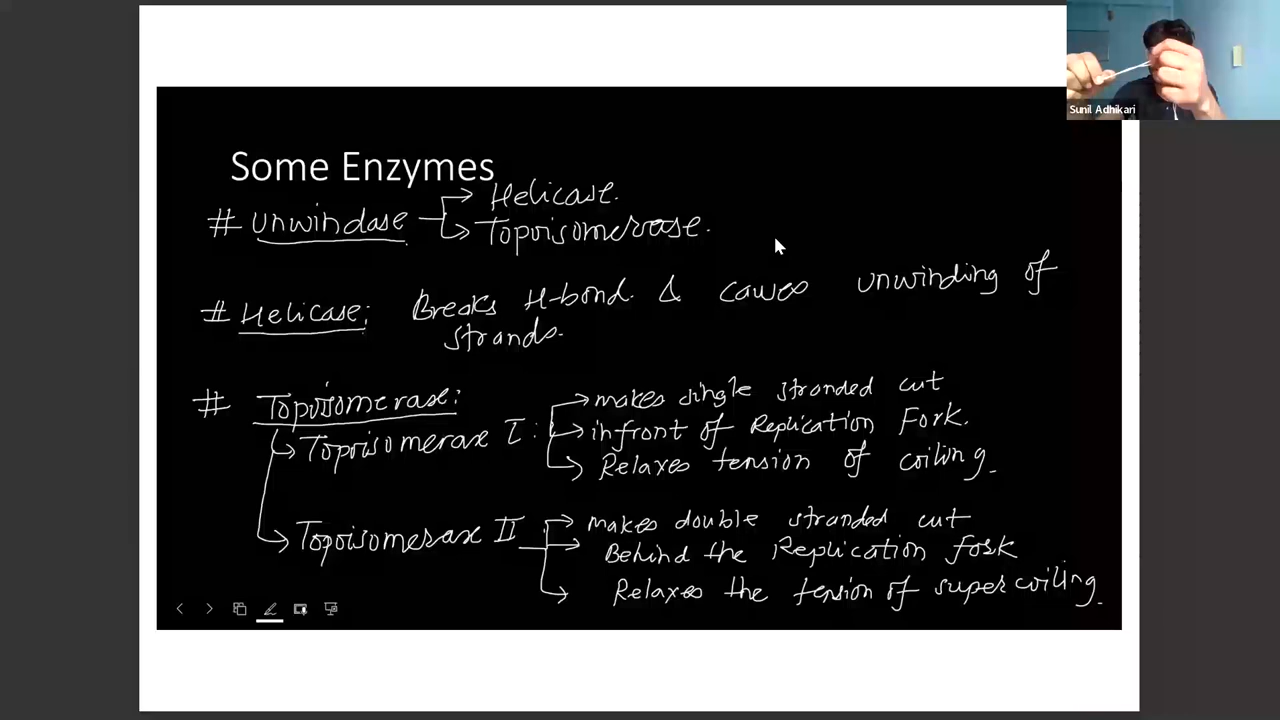 Sunil Adhikari
Some Enzymes
# Unwindase → Helicase.
→ Topoisomerase.
# Helicase: Breaks H-bond & causes unwinding of
strands.
# Topoisomerase:
→ Topoisomerase I: → makes single stranded cut
→ infront of Replication Fork.
→ Relaxes tension of coiling.
→ Topoisomerase II → makes double stranded cut
→ Behind the Replication fork
→ Relaxes the tension of super coiling.